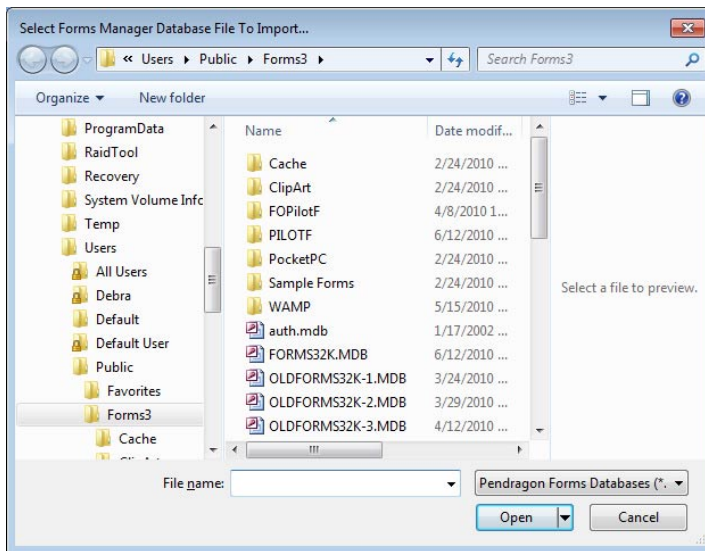 Select Forms Manager Database File To Import...
« Users Public Forms3
Search Forms3
Organize New folder
ProgramData
RaidTool
Recovery
System Volume Info
Temp
Users
All Users
Debra
Default
Default User
Public
Favorites
Forms3
Cache
Name Date modif...
Cache 2/24/2010 ...
ClipArt 2/24/2010 ...
FOPilotF 4/8/2010 1...
PILOTF 6/12/2010 ...
PocketPC 2/24/2010 ...
Sample Forms 2/24/2010 ...
WAMP 5/15/2010 ...
auth.mdb 1/17/2002 ...
FORMS32K.MDB 6/12/2010 ...
OLDFORMS32K-1.MDB 3/24/2010 ...
OLDFORMS32K-2.MDB 3/29/2010 ...
OLDFORMS32K-3.MDB 4/12/2010 ...
Select a file to preview.
File name:
Pendragon Forms Databases (*.
Open Cancel